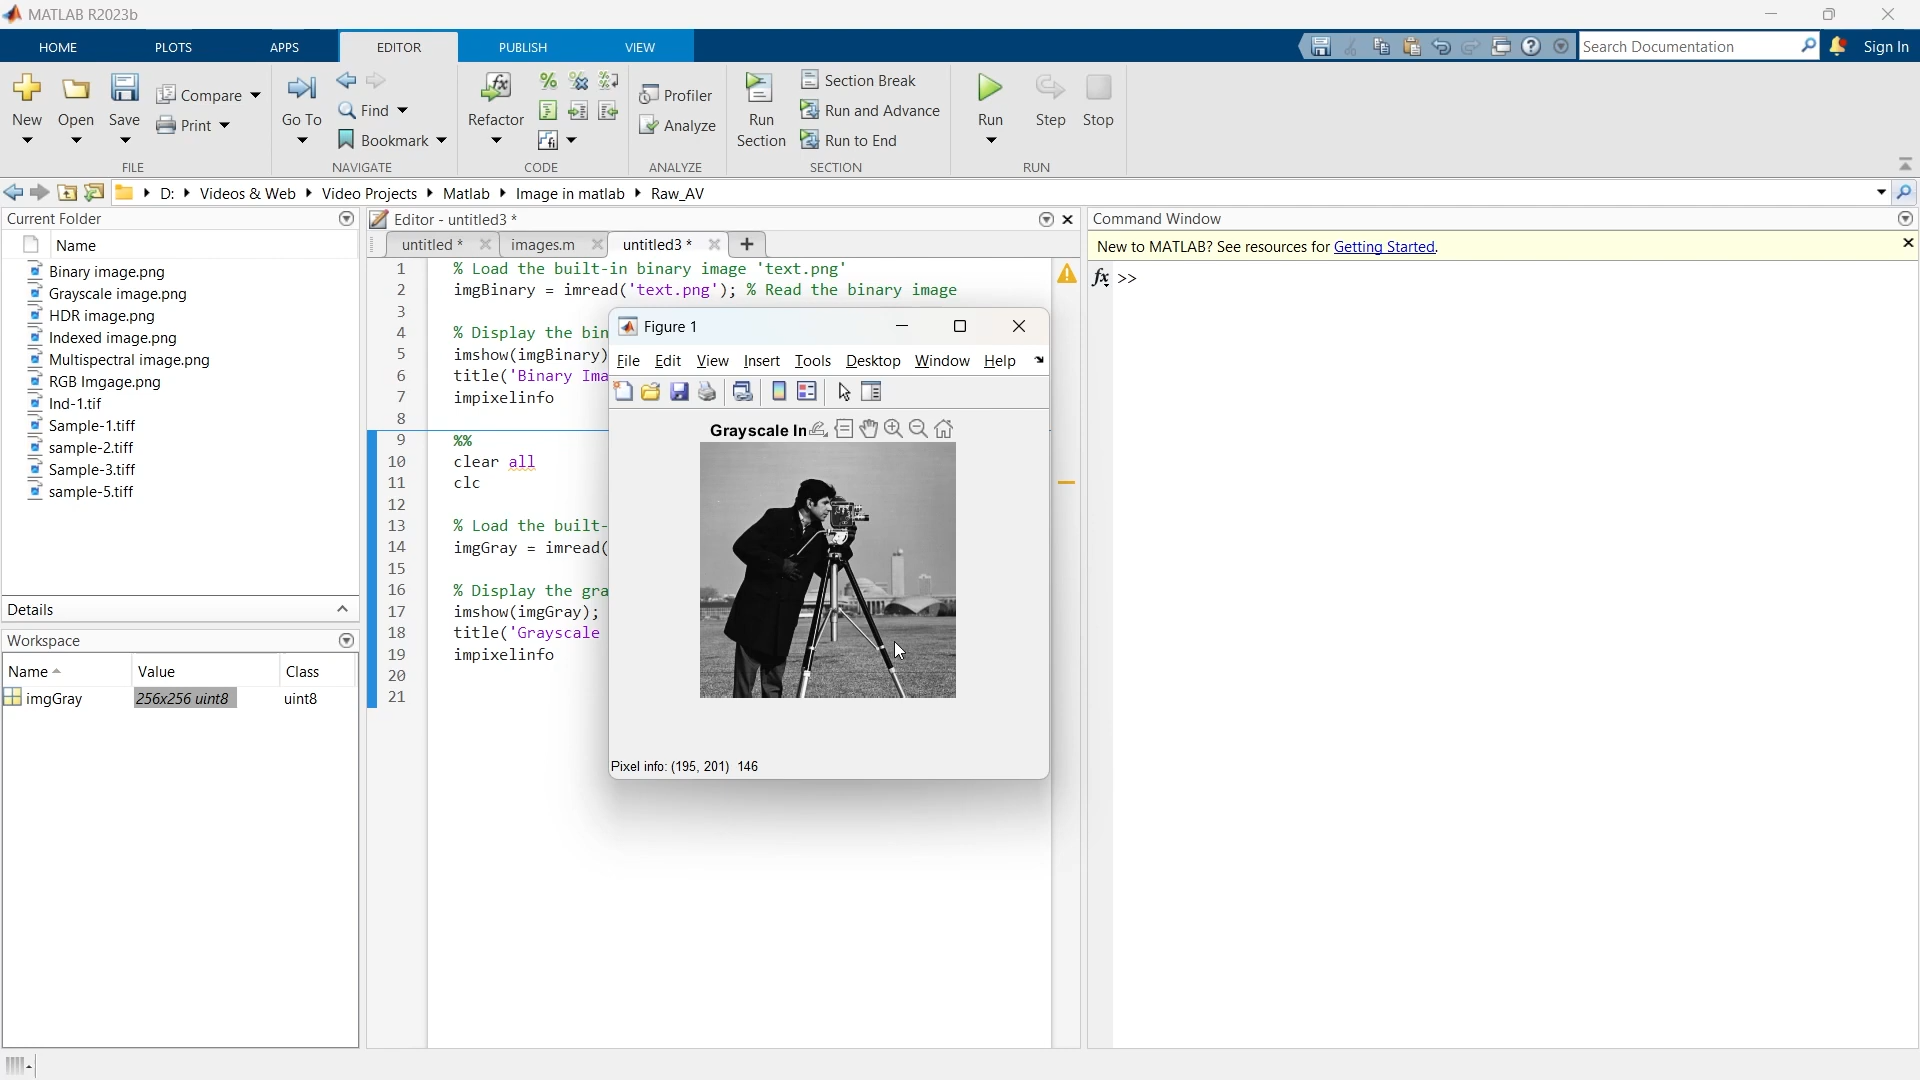 MATLAB R2023b
HOME PLOTS APPS EDITOR PUBLISH VIEW
Search Documentation
Sign In
New
Open
Save
Compare
Print
FILE
Go To
Find
Bookmark
NAVIGATE
Refactor
CODE
Profiler
Analyze
ANALYZE
Run
Section
Section Break
Run and Advance
Run to End
SECTION
Run
Step
Stop
RUN
D: Videos & Web Video Projects Matlab Image in matlab Raw_AV
Current Folder
Name
Binary image.png
Grayscale image.png
HDR image.png
Indexed image.png
Multispectral image.png
RGB Imgage.png
Ind-1.tif
Sample-1.tiff
sample-2.tiff
Sample-3.tiff
sample-5.tiff
Details
Workspace
Name Value Class
imgGray 256x256 uint8 uint8
Editor - untitled3 *
untitled * images.m untitled3 *
1 % Load the built-in binary image 'text.png'
2 imgBinary = imread('text.png'); % Read the binary image
3
4 % Display the bin
5 imshow(imgBinary)
6 title('Binary Ima
7 impixelinfo
8
9 %%
10 clear all
11 clc
12
13 % Load the built-
14 imgGray = imread(
15
16 % Display the gra
17 imshow(imgGray);
18 title('Grayscale
19 impixelinfo
20
21
Figure 1
File Edit View Insert Tools Desktop Window Help
Grayscale Im
Pixel info: (195, 201) 146
Command Window
New to MATLAB? See resources for Getting Started.
fx >>